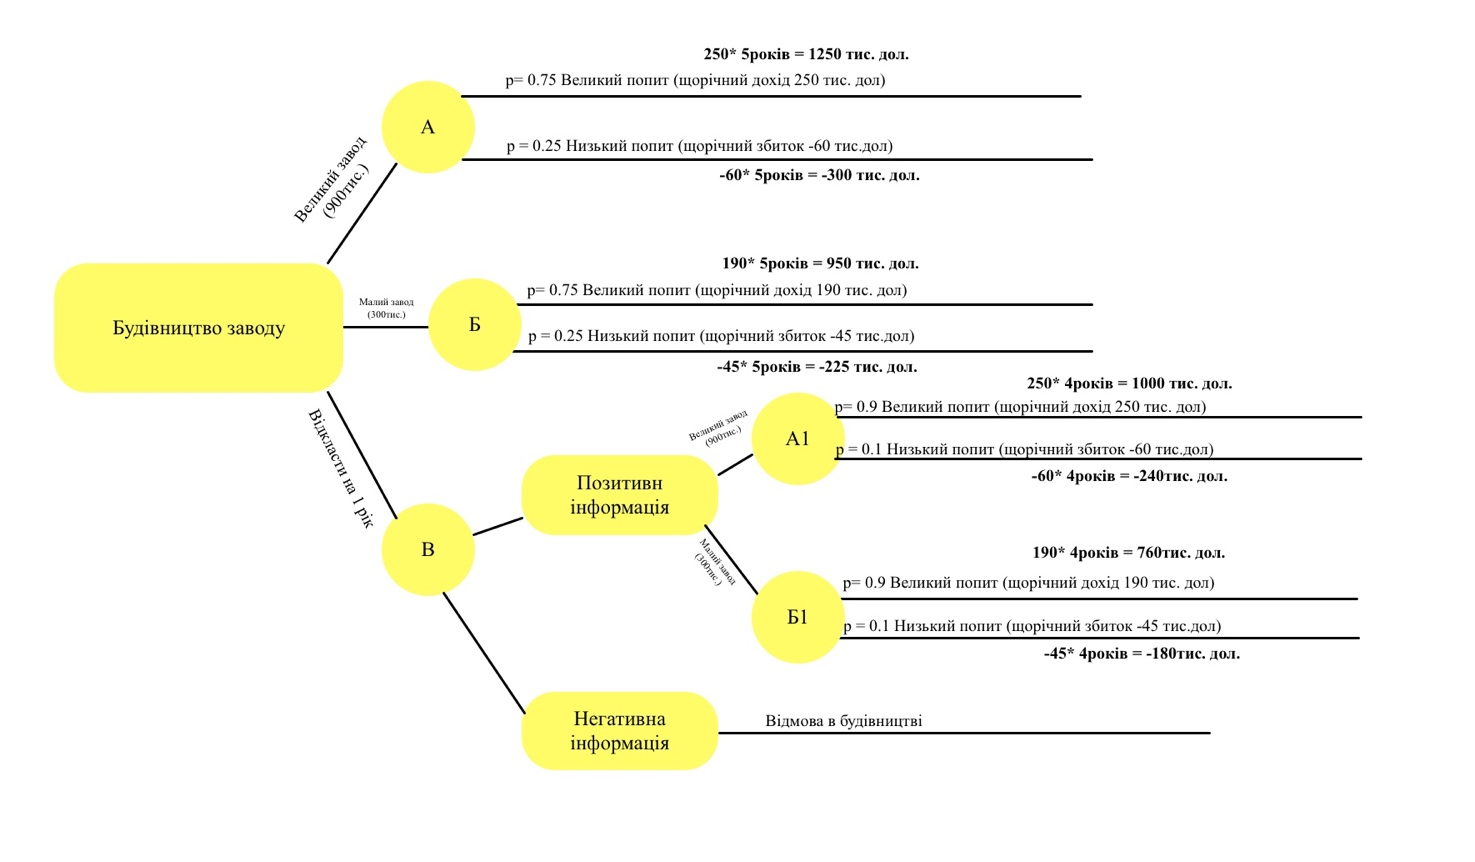 250* 5років = 1250 тис. дол.
p= 0.75 Великий попит (щорічний дохід 250 тис. дол)
А
p = 0.25 Низький попит (щорічний збиток -60 тис.дол)
-60* 5років = -300 тис. дол.
Великий завод
(900тис.)
190* 5років = 950 тис. дол.
p= 0.75 Великий попит (щорічний дохід 190 тис. дол)
Малий завод
(300тис.)
Будівництво заводу
Б
p = 0.25 Низький попит (щорічний збиток -45 тис.дол)
-45* 5років = -225 тис. дол.
250* 4років = 1000 тис. дол.
p= 0.9 Великий попит (щорічний дохід 250 тис. дол)
Великий завод
(900тис.)
А1
p = 0.1 Низький попит (щорічний збиток -60 тис.дол)
-60* 4років = -240тис. дол.
Відкласти на 1 рік
Позитивн
інформація
В
190* 4років = 760тис. дол.
Малий завод
(300тис.)
p= 0.9 Великий попит (щорічний дохід 190 тис. дол)
Б1
p = 0.1 Низький попит (щорічний збиток -45 тис.дол)
-45* 4років = -180тис. дол.
Негативна
інформація
Відмова в будівництві